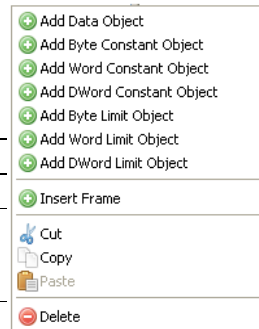 Add Data Object
Add Byte Constant Object
Add Word Constant Object
Add DWord Constant Object
Add Byte Limit Object
Add Word Limit Object
Add DWord Limit Object
Insert Frame
Cut
Copy
Paste
Delete